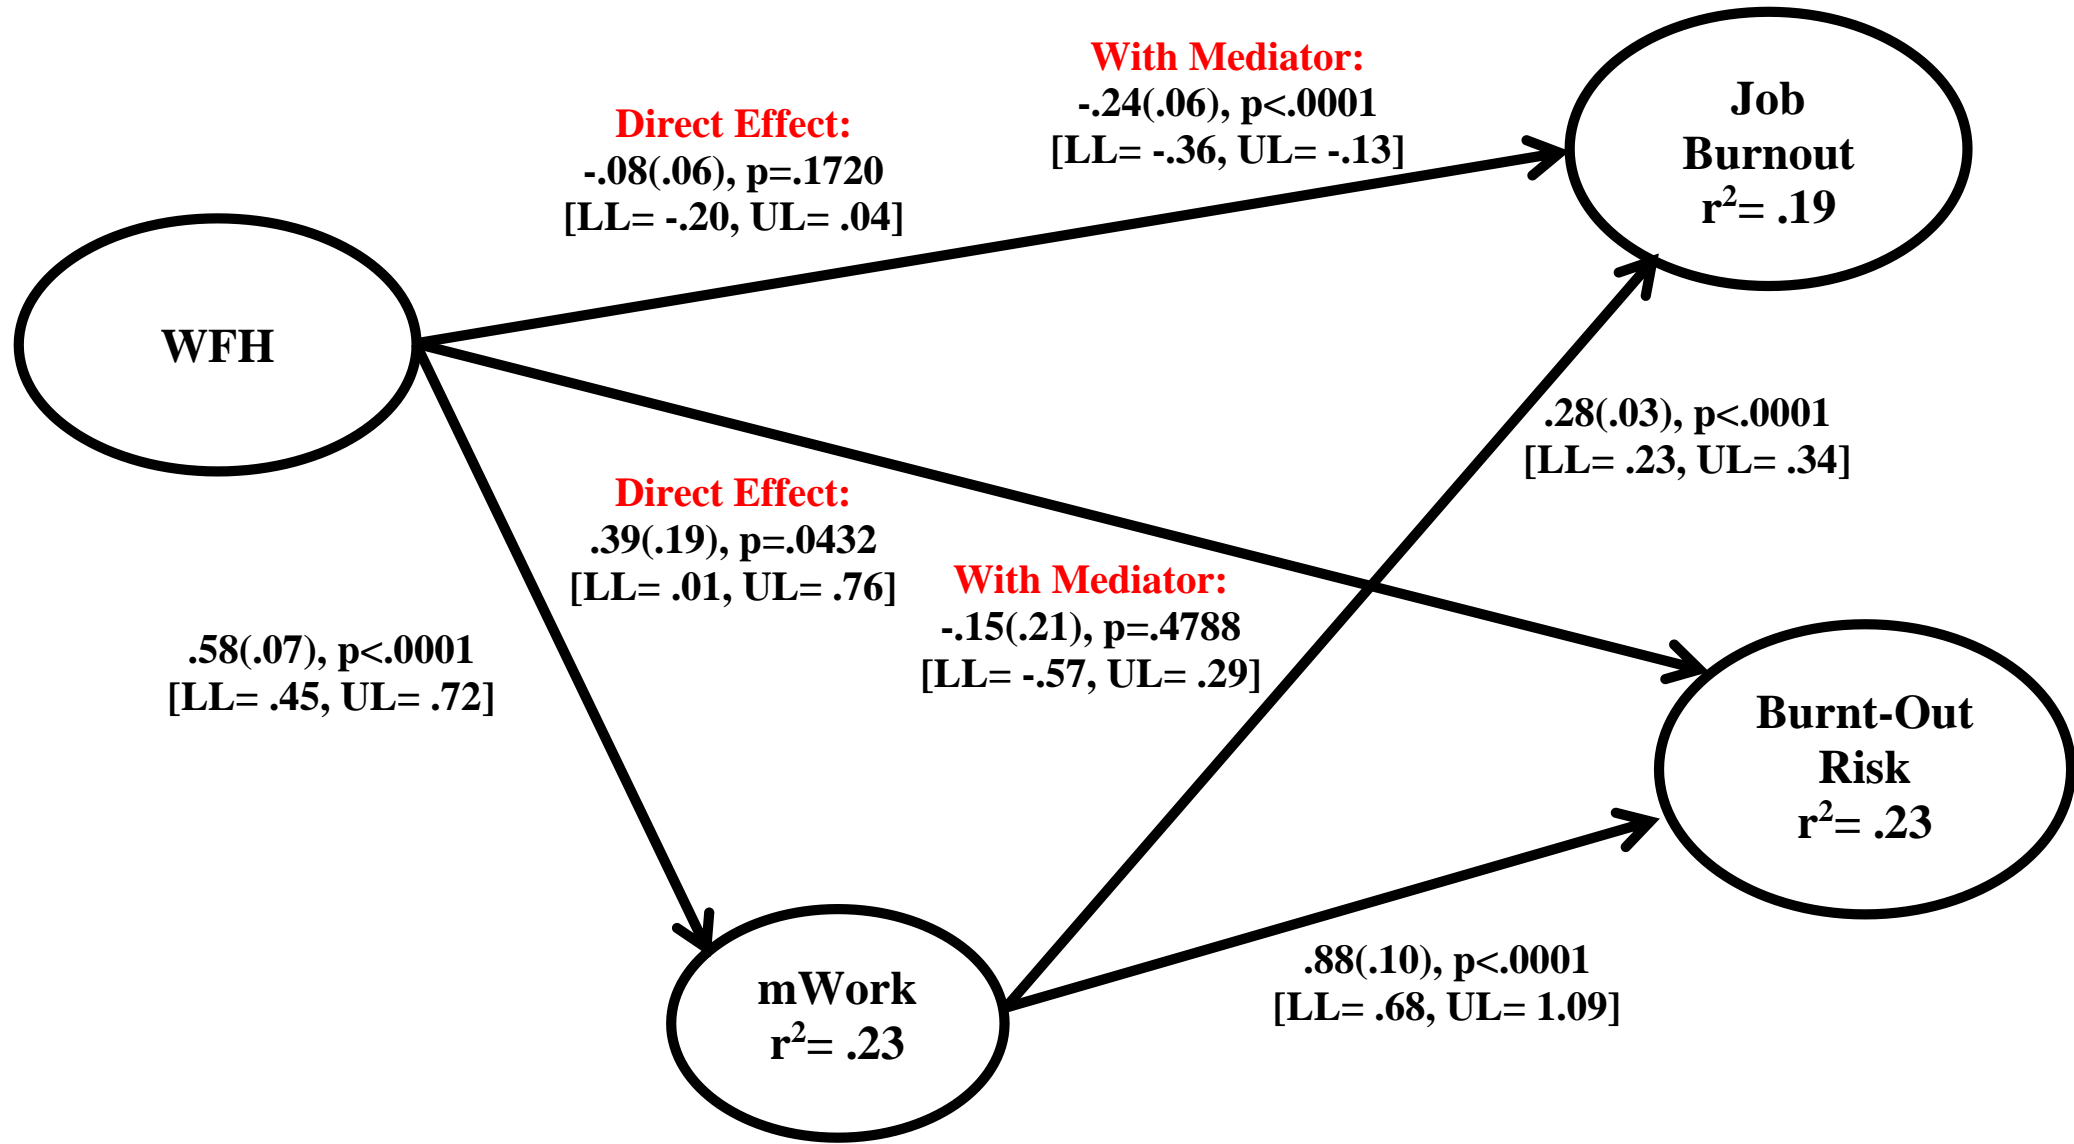 With Mediator:
-.24(.06), p<.0001
[LL= -.36, UL= -.13]
Direct Effect:
-.08(.06), p=.1720
[LL= -.20, UL= .04]
Job
Burnout
r²= .19
WFH
.28(.03), p<.0001
[LL= .23, UL= .34]
Direct Effect:
.39(.19), p=.0432
[LL= .01, UL= .76]
With Mediator:
-.15(.21), p=.4788
[LL= -.57, UL= .29]
.58(.07), p<.0001
[LL= .45, UL= .72]
Burnt-Out
Risk
r²= .23
.88(.10), p<.0001
[LL= .68, UL= 1.09]
mWork
r²= .23